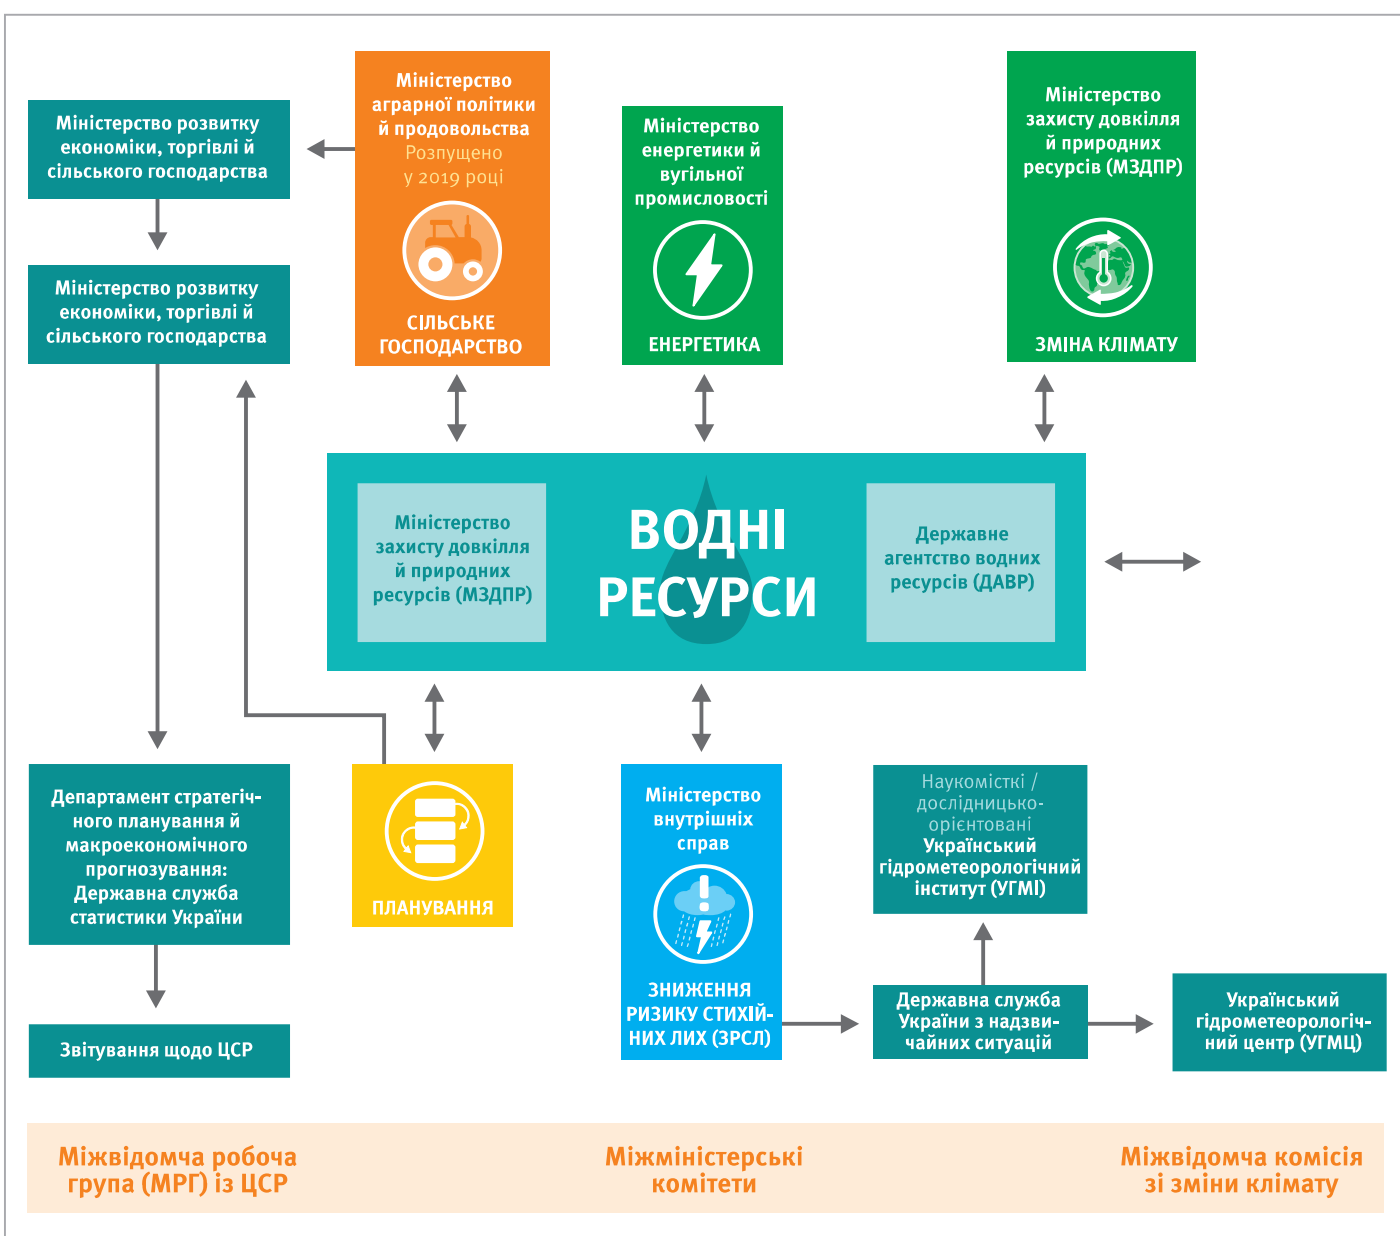 Міністерство розвитку
економіки, торгівлі й
сільського господарства
Міністерство розвитку
економіки, торгівлі й
сільського господарства
Міністерство
аграрної політики
й продовольства
Розпущено
у 2019 році
СІЛЬСЬКЕ
ГОСПОДАРСТВО
Міністерство
енергетики й
вугільної
промисловості
ЕНЕРГЕТИКА
Міністерство
захисту довкілля
й природних
ресурсів (МЗДПР)
ЗМІНА КЛІМАТУ
Міністерство
захисту довкілля
й природних
ресурсів (МЗДПР)
ВОДНІ
РЕСУРСИ
Державне
агентство водних
ресурсів (ДАВР)
Департамент стратегіч-
ного планування й
макроекономічного
прогнозування:
Державна служба
статистики України
Звітування щодо ЦСР
ПЛАНУВАННЯ
Міністерство
внутрішніх
справ
ЗНИЖЕННЯ
РИЗИКУ СТИХІЙ-
НИХ ЛИХ (ЗРСЛ)
Наукомісткі /
дослідницько-
орієнтовані
Український
гідрометеорологічний
інститут (УГМІ)
Державна служба
України з надзви-
чайних ситуацій
Український
гідрометеорологіч-
ний центр (УГМЦ)
Міжвідомча робоча
група (МРГ) із ЦСР
Міжміністерські
комітети
Міжвідомча комісія
зі зміни клімату